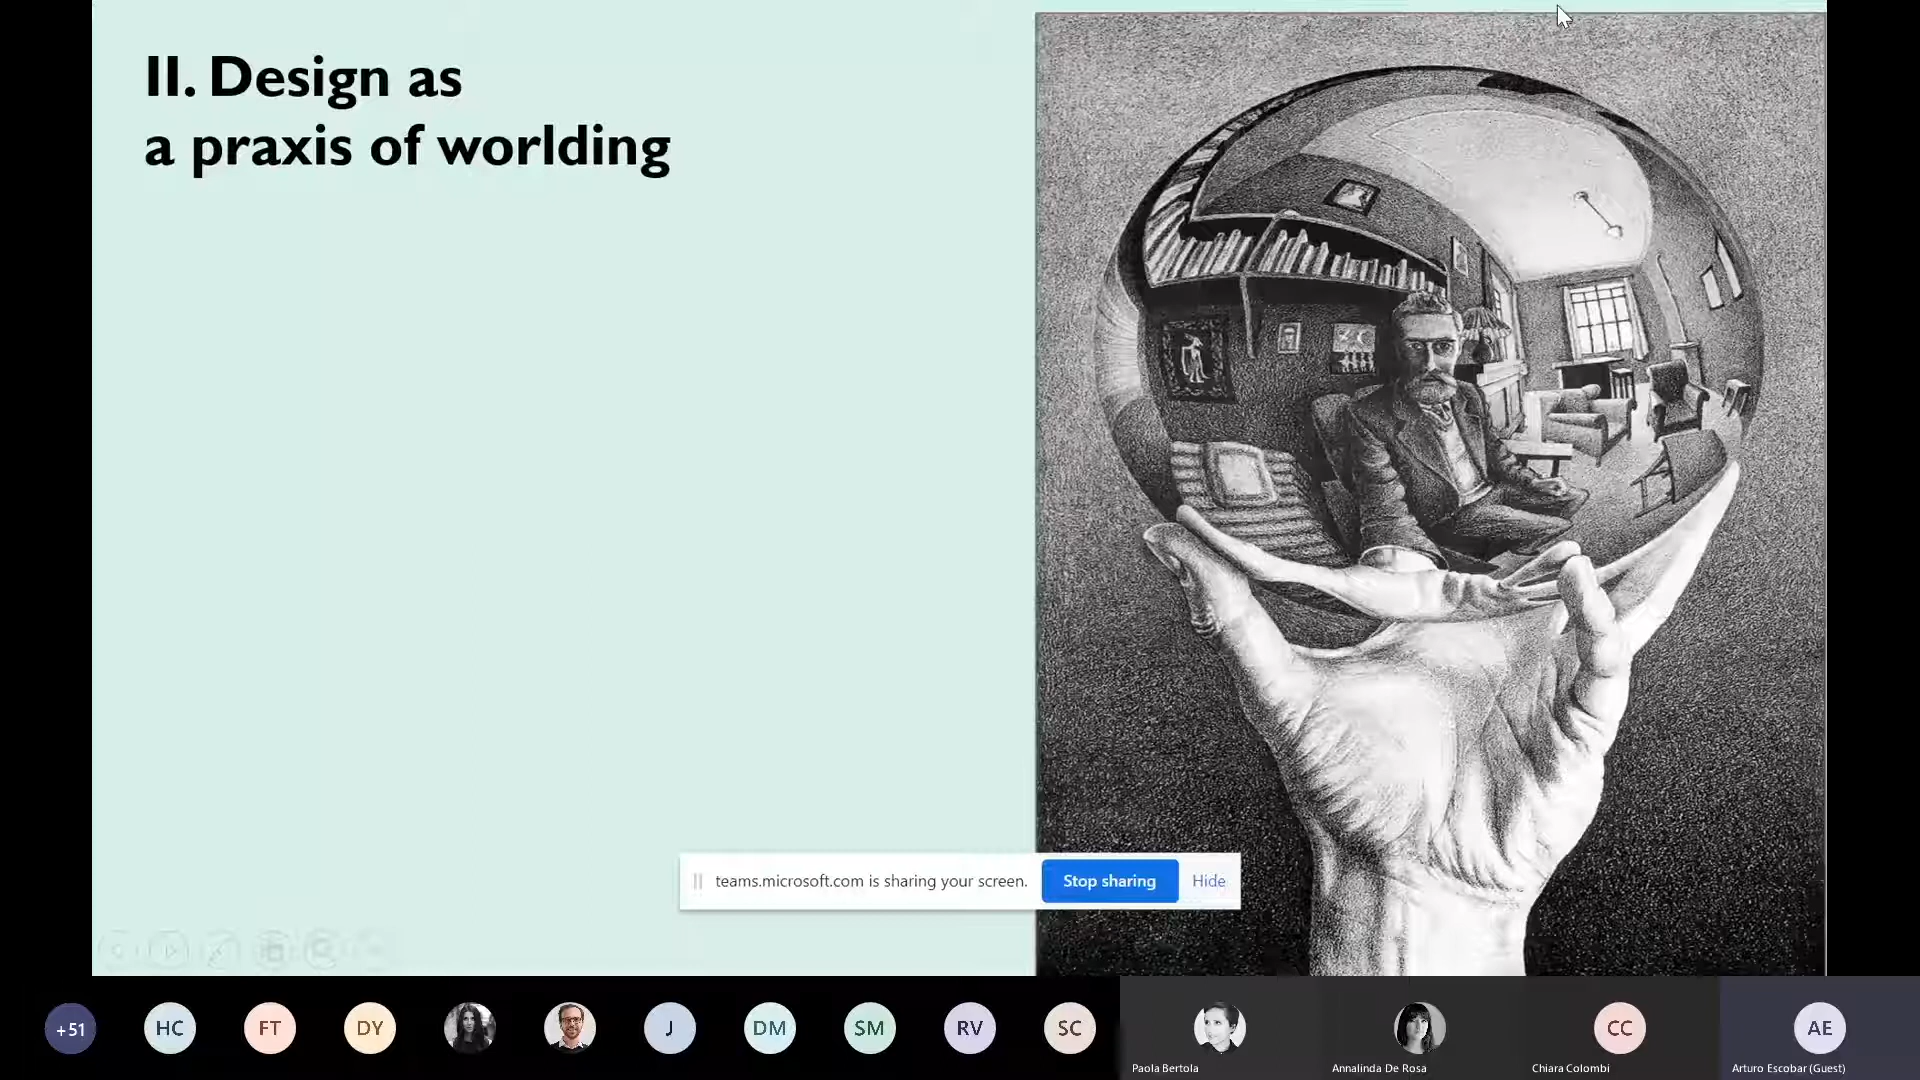 II. Design as
a praxis of worlding
teams.microsoft.com is sharing your screen.
Stop sharing
Hide
+51
HC
FT
DY
J
DM
SM
RV
SC
CC
AE
Paola Bertola
Annalinda De Rosa
Chiara Colombi
Arturo Escobar (Guest)